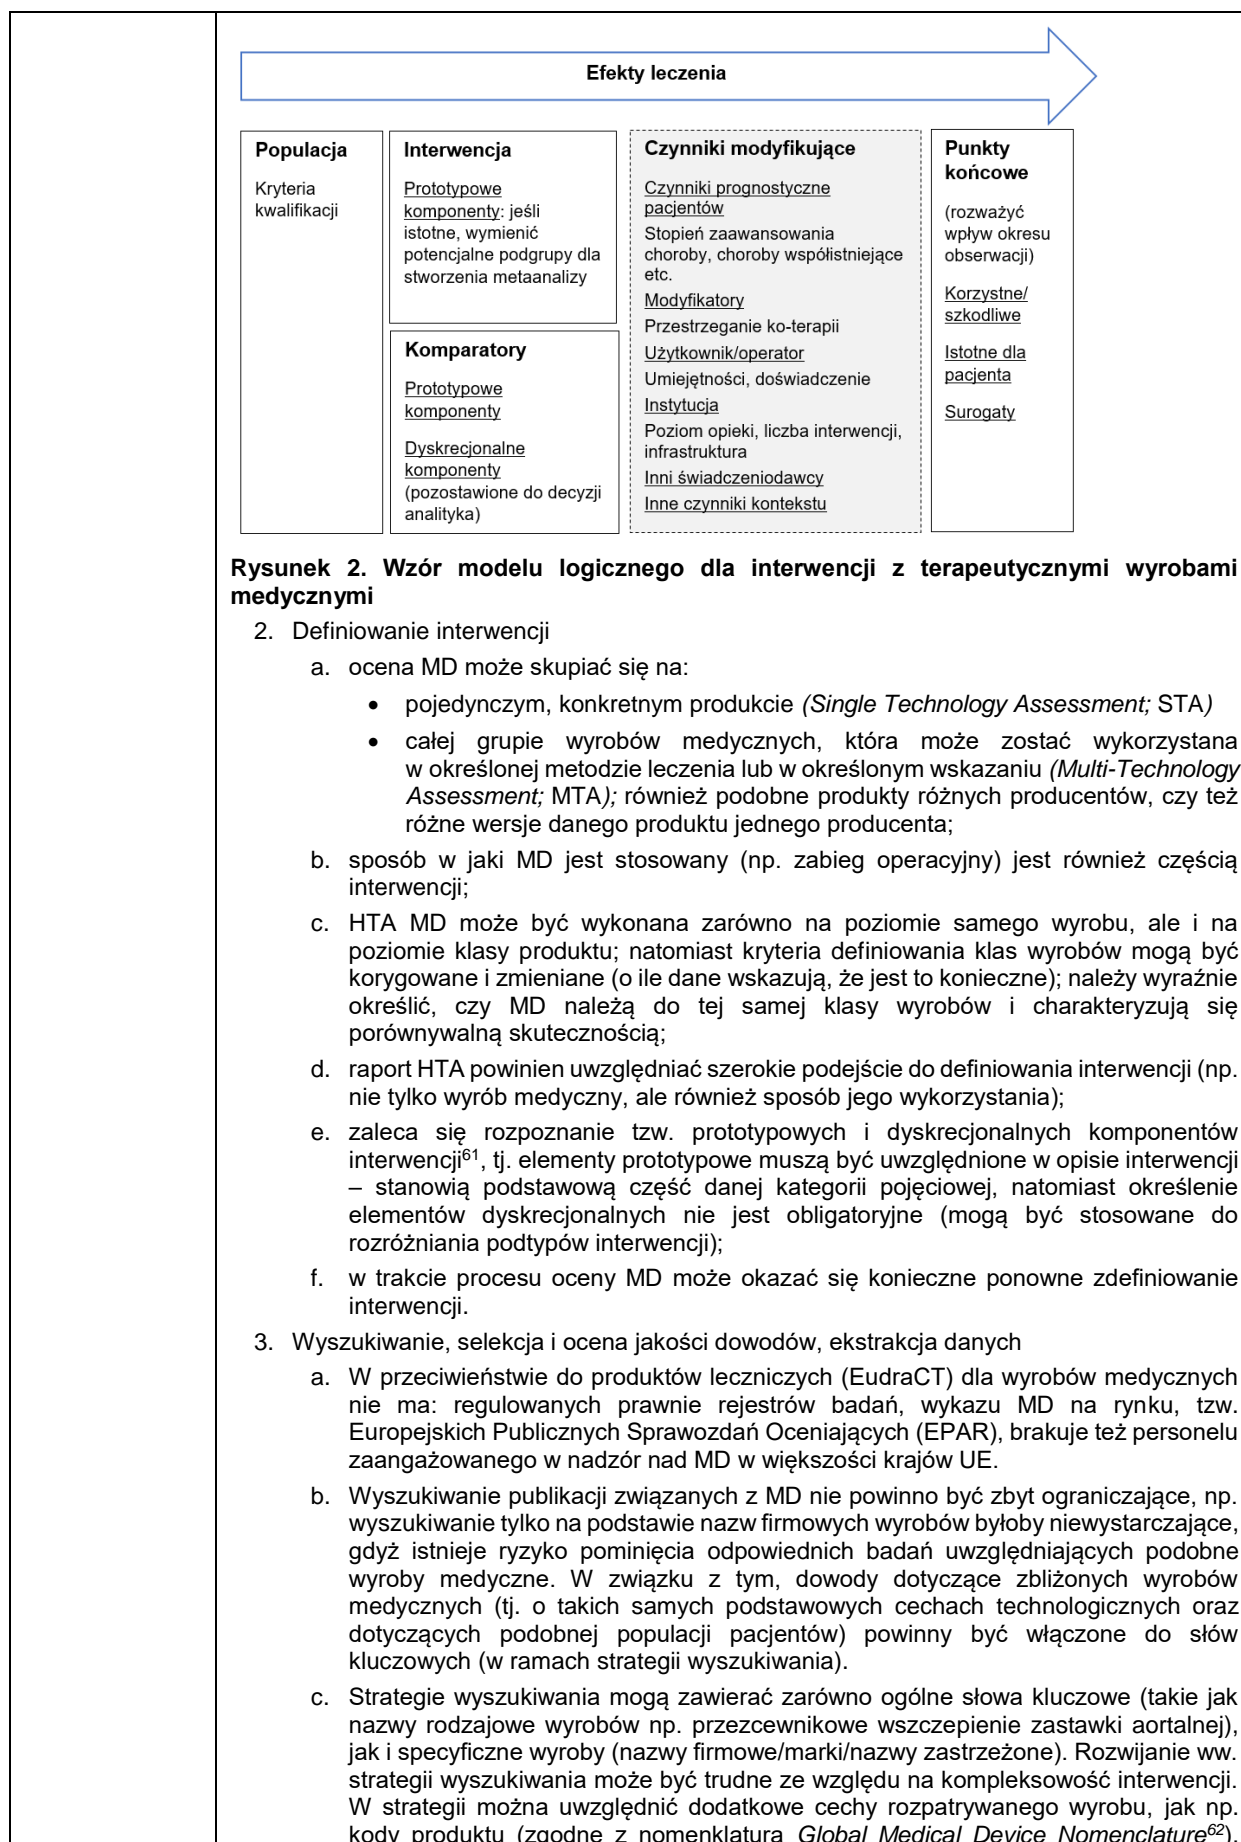 Efekty leczenia
Populacja
Kryteria
kwalifikacji
Interwencja
Prototypowe
komponenty: jeśli
istotne, wymienić
potencjalne podgrupy dla
stworzenia metaanalizy
Komparatory
Prototypowe
komponenty
Dyskrecjonalne
komponenty
(pozostawione do decyzji
analityka)
Czynniki modyfikujące
Czynniki prognostyczne
pacjentów
Stopień zaawansowania
choroby, choroby współistniejące
etc.
Modyfikatory
Przestrzeganie ko-terapii
Użytkownik/operator
Umiejętności, doświadczenie
Instytucja
Poziom opieki, liczba interwencji,
infrastruktura
Inni świadczeniodawcy
Inne czynniki kontekstu
Punkty
końcowe
(rozważyć
wpływ okresu
obserwacji)
Korzystne/
szkodliwe
Istotne dla
pacjenta
Surogaty
Rysunek 2. Wzór modelu logicznego dla interwencji z terapeutycznymi wyrobami
medycznymi
2. Definiowanie interwencji
a. ocena MD może skupiać się na:
• pojedynczym, konkretnym produkcie (Single Technology Assessment; STA)
• całej grupie wyrobów medycznych, która może zostać wykorzystana
w określonej metodzie leczenia lub w określonym wskazaniu (Multi-Technology
Assessment; MTA); również podobne produkty różnych producentów, czy też
różne wersje danego produktu jednego producenta;
b. sposób w jaki MD jest stosowany (np. zabieg operacyjny) jest również częścią
interwencji;
c. HTA MD może być wykonana zarówno na poziomie samego wyrobu, ale i na
poziomie klasy produktu; natomiast kryteria definiowania klas wyrobów mogą być
korygowane i zmieniane (o ile dane wskazują, że jest to konieczne); należy wyraźnie
określić, czy MD należą do tej samej klasy wyrobów i charakteryzują się
porównywalną skutecznością;
d. raport HTA powinien uwzględniać szerokie podejście do definiowania interwencji (np.
nie tylko wyrób medyczny, ale również sposób jego wykorzystania);
e. zaleca się rozpoznanie tzw. prototypowych i dyskrecjonalnych komponentów
interwencji61, tj. elementy prototypowe muszą być uwzględnione w opisie interwencji
– stanowią podstawową część danej kategorii pojęciowej, natomiast określenie
elementów dyskrecjonalnych nie jest obligatoryjne (mogą być stosowane do
rozróżniania podtypów interwencji);
f. w trakcie procesu oceny MD może okazać się konieczne ponowne zdefiniowanie
interwencji.
3. Wyszukiwanie, selekcja i ocena jakości dowodów, ekstrakcja danych
a. W przeciwieństwie do produktów leczniczych (EudraCT) dla wyrobów medycznych
nie ma: regulowanych prawnie rejestrów badań, wykazu MD na rynku, tzw.
Europejskich Publicznych Sprawozdań Oceniających (EPAR), brakuje też personelu
zaangażowanego w nadzór nad MD w większości krajów UE.
b. Wyszukiwanie publikacji związanych z MD nie powinno być zbyt ograniczające, np.
wyszukiwanie tylko na podstawie nazw firmowych wyrobów byłoby niewystarczające,
gdyż istnieje ryzyko pominięcia odpowiednich badań uwzględniających podobne
wyroby medyczne. W związku z tym, dowody dotyczące zbliżonych wyrobów
medycznych (tj. o takich samych podstawowych cechach technologicznych oraz
dotyczących podobnej populacji pacjentów) powinny być włączone do słów
kluczowych (w ramach strategii wyszukiwania).
c. Strategie wyszukiwania mogą zawierać zarówno ogólne słowa kluczowe (takie jak
nazwy rodzajowe wyrobów np. przezcewnikowe wszczepienie zastawki aortalnej),
jak i specyficzne wyroby (nazwy firmowe/marki/nazwy zastrzeżone). Rozwijanie ww.
strategii wyszukiwania może być trudne ze względu na kompleksowość interwencji.
W strategii można uwzględnić dodatkowe cechy rozpatrywanego wyrobu, jak np.
kody produktu (zgodne z nomenklaturą Global Medical Device Nomenclature62).